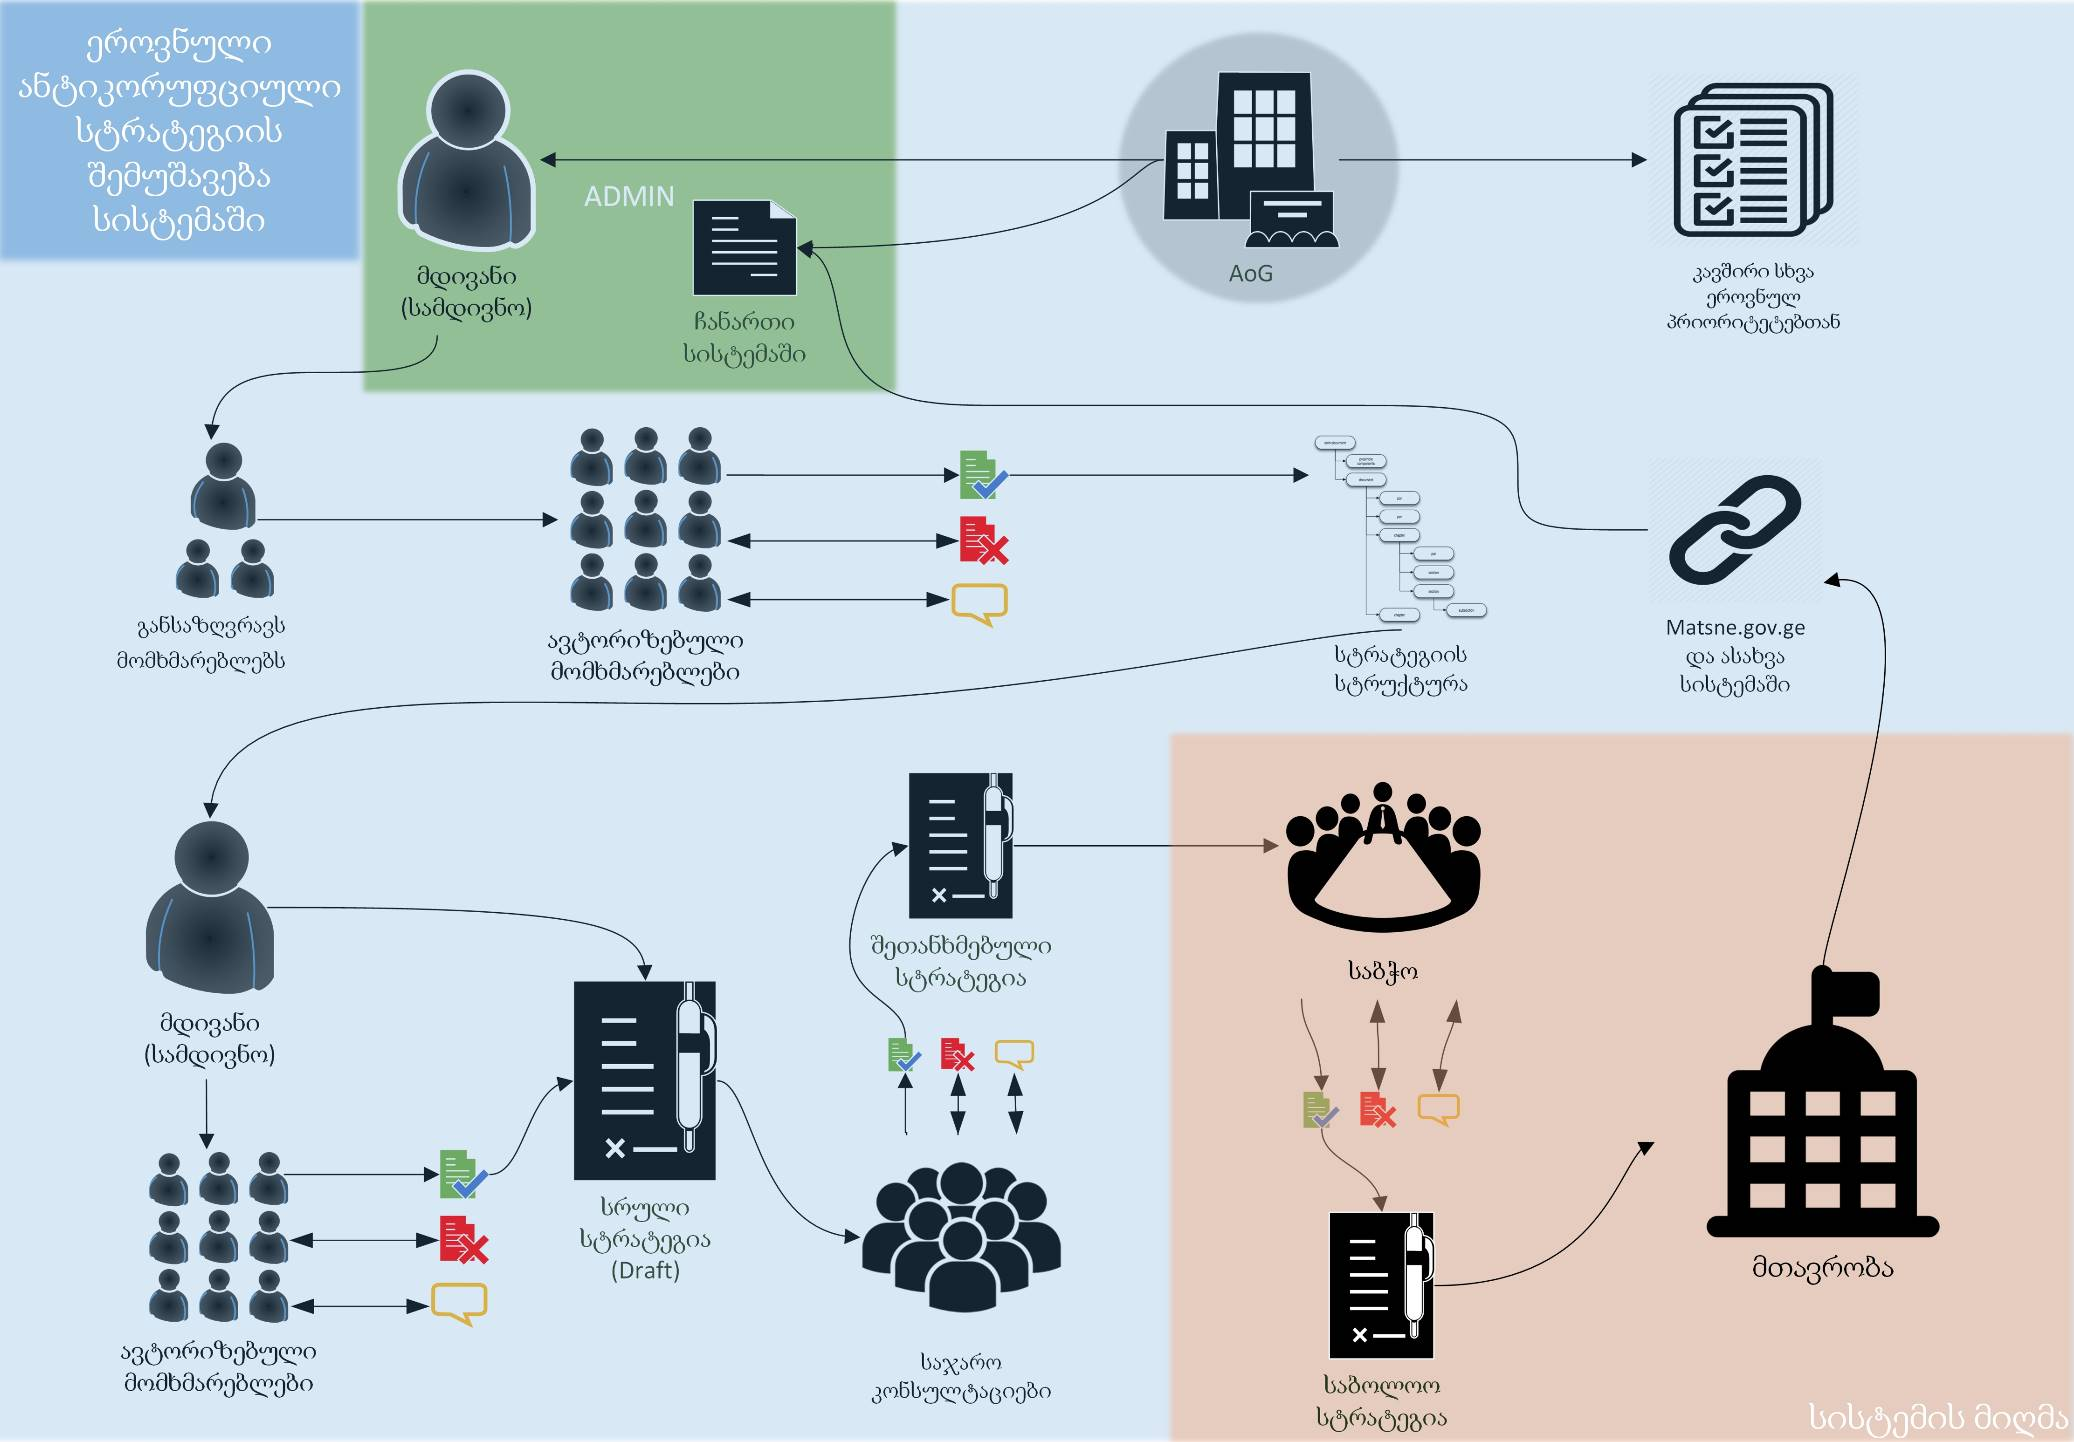 ეროვნული
ანტიკორუფციული
სტრატეგიის
შემუშავება
სისტემაში
ADMIN
მდივანი
(სამდივნო)
ჩანართი
სისტემაში
AoG
კავშირი სხვა
ეროვნულ
პრიორიტეტებთან
განსაზღვრავს
მომხმარებლებს
ავტორიზებული
მომხმარებლები
სტრატეგიის
სტრუქტურა
Matsne.gov.ge
და ასახვა
სისტემაში
მდივანი
(სამდივნო)
ავტორიზებული
მომხმარებლები
სრული
სტრატეგია
(Draft)
შეთანხმებული
სტრატეგია
საჯარო
კონსულტაციები
საბჭო
საბოლოო
სტრატეგია
მთავრობა
სისტემის მიღმა